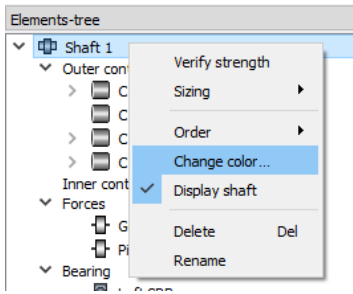 Elements-tree
Shaft 1
Outer con
Verify strength
C
Sizing
C
C
Order
C
Change color...
Inner cont
Display shaft
Forces
G
Delete Del
Pi
Rename
Bearing